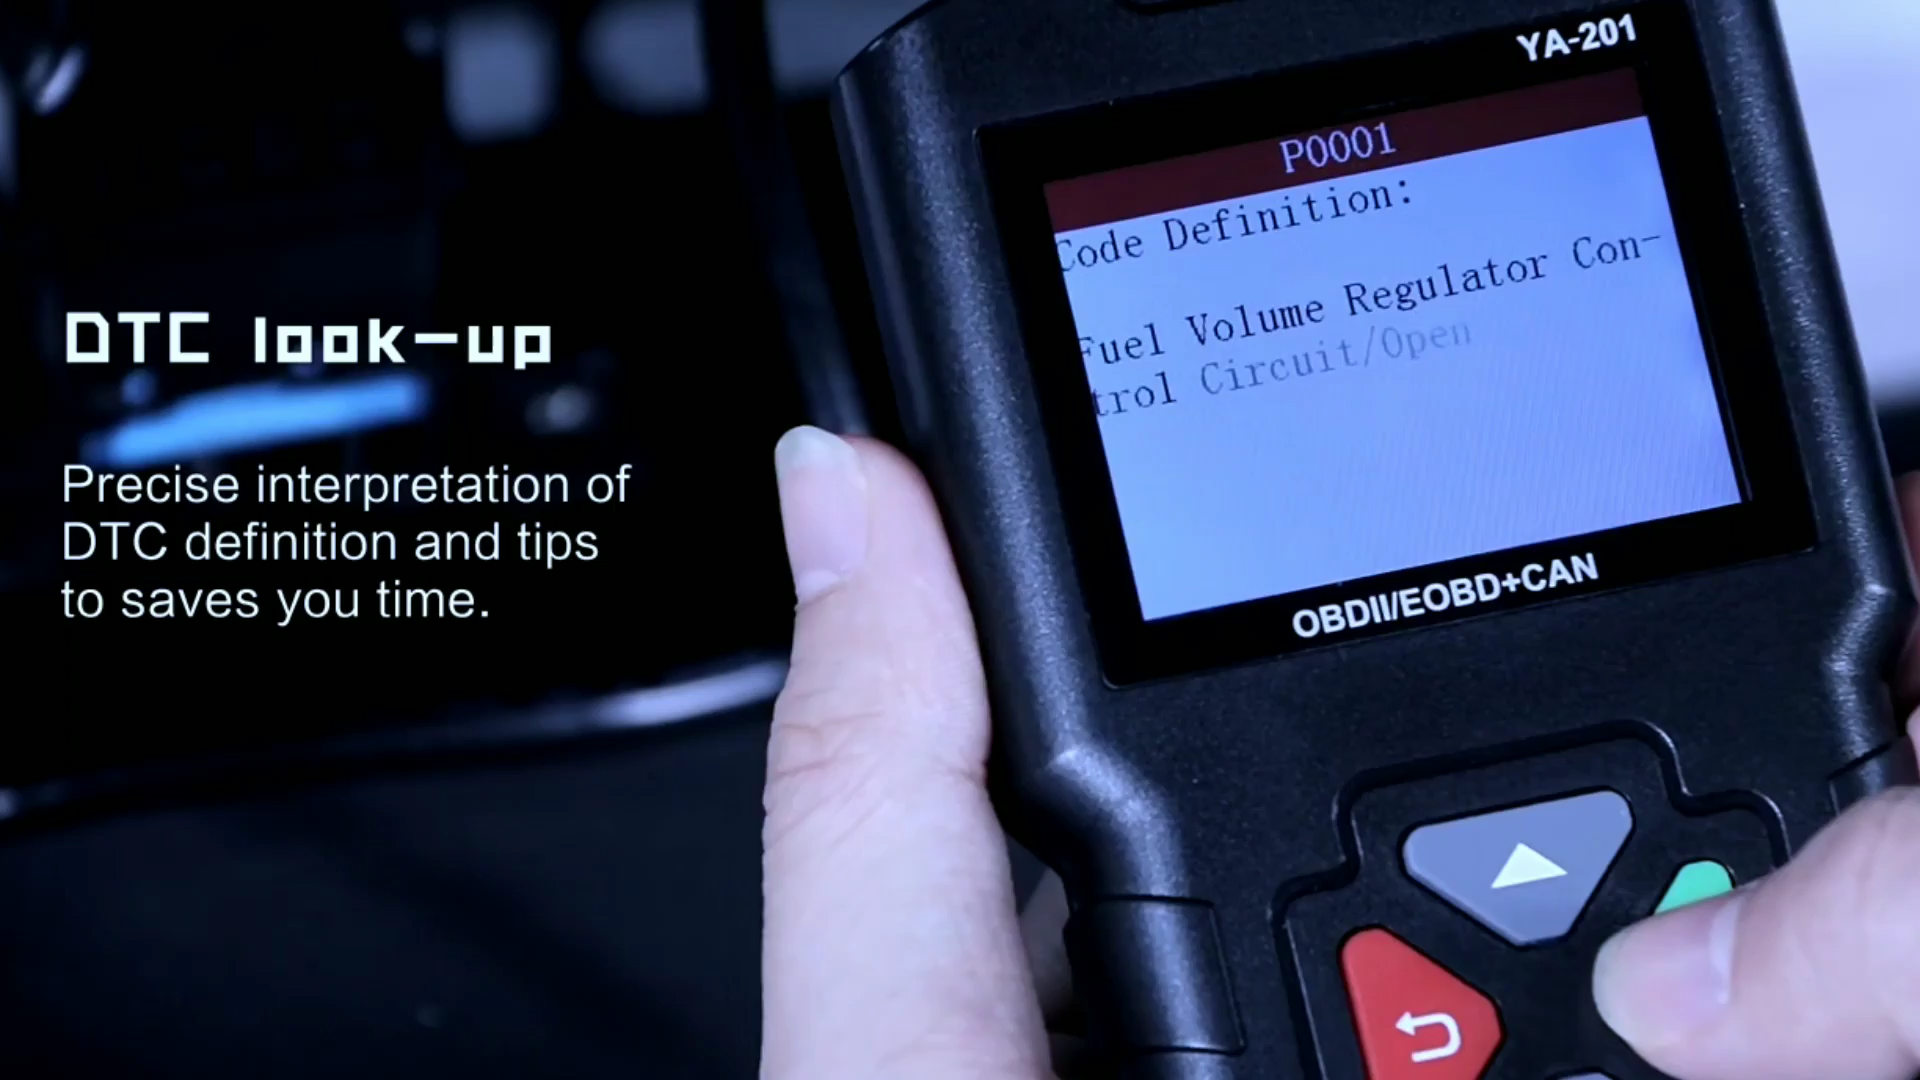 YA-201
P0001
Code Definition:
Fuel Volume Regulator Con-
trol Circuit/Open
OBDII/EOBD+CAN
DTC look-up
Precise interpretation of
DTC definition and tips
to saves you time.